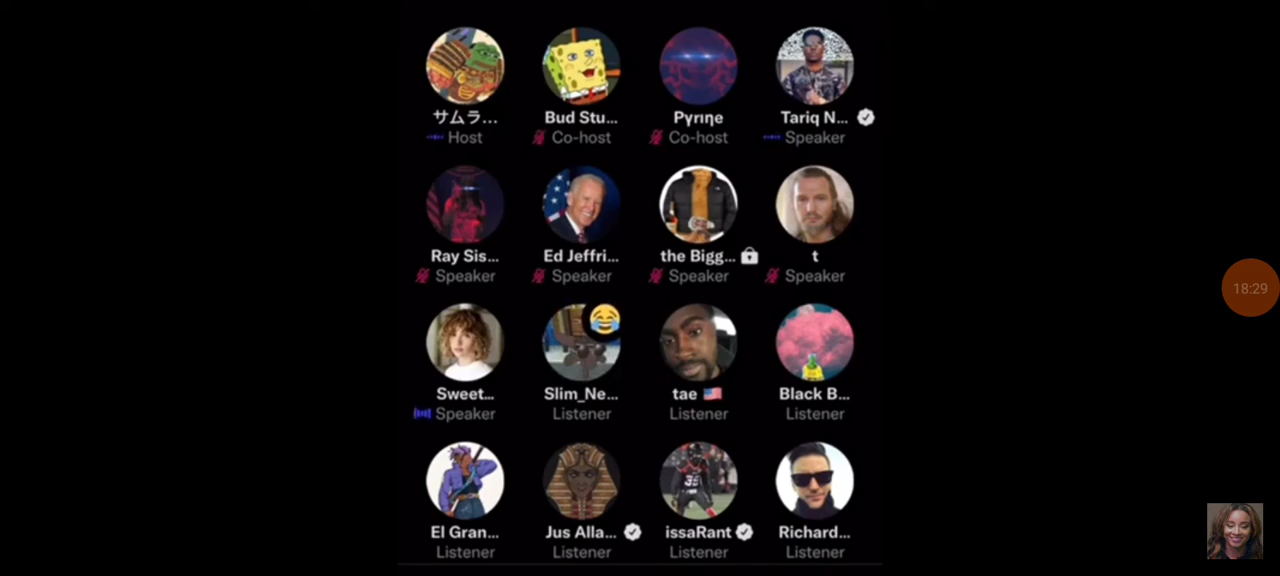 サムラ... Bud Stu... Pγrıηe Tariq N...
Host Co-host Co-host Speaker
Ray Sis... Ed Jeffri... the Bigg... t
Speaker Speaker Speaker Speaker
18:29
Sweet... Slim_Ne... tae Black B...
Speaker Listener Listener Listener
El Gran... Jus Alla... issaRant Richard...
Listener Listener Listener Listener